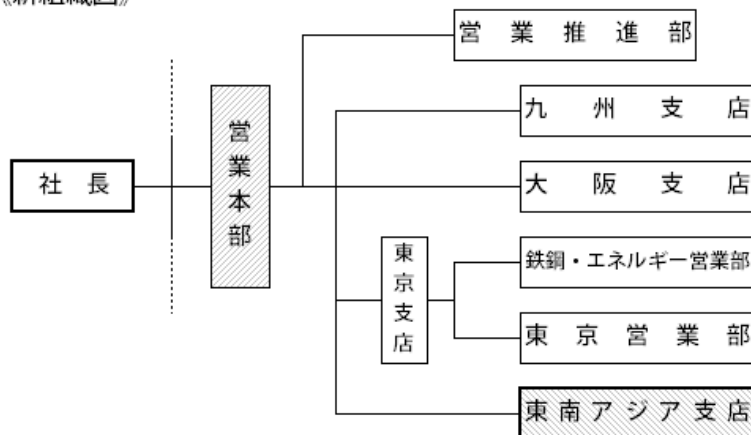 《新組織図》
営業推進部
九州支店
大阪支店
鉄鋼・エネルギー営業部
東京営業部
東南アジア支店
東京支店
営業本部
社長